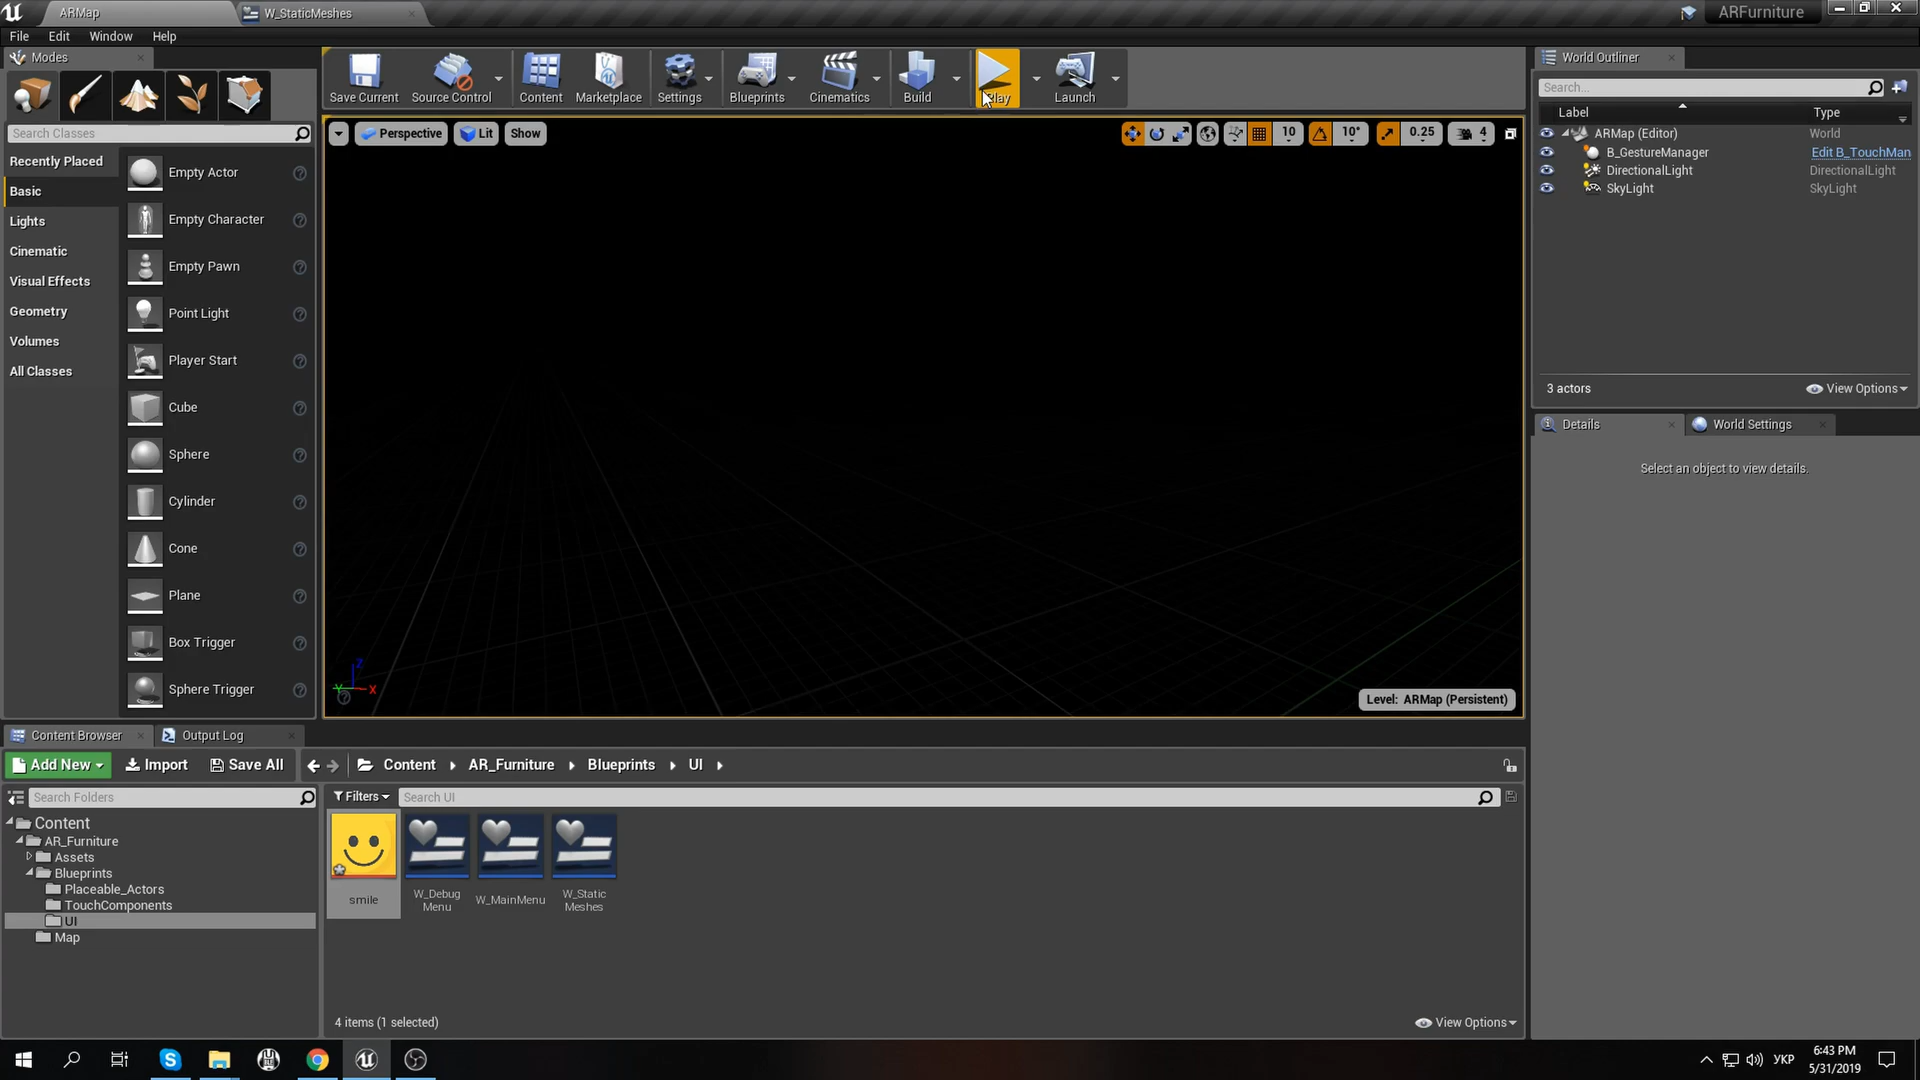 ARMap
W_StaticMeshes
ARFurniture
File
Edit
Window
Help
Modes
World Outliner
Save Current
Source Control
Content
Marketplace
Settings
Blueprints
Cinematics
Build
Play
Launch
Search...
Label
Type
ARMap (Editor)
World
B_GestureManager
Edit B_TouchMan
DirectionalLight
DirectionalLight
SkyLight
SkyLight
3 actors
View Options
Search Classes
Perspective
Lit
Show
10
10°
0.25
4
Recently Placed
Basic
Lights
Cinematic
Visual Effects
Geometry
Volumes
All Classes
Empty Actor
Empty Character
Empty Pawn
Point Light
Player Start
Cube
Sphere
Cylinder
Cone
Plane
Box Trigger
Sphere Trigger
Z
Y
X
Level: ARMap (Persistent)
Details
World Settings
Select an object to view details.
Content Browser
Output Log
Add New
Import
Save All
Content
AR_Furniture
Blueprints
UI
Search Folders
Filters
Search UI
Content
AR_Furniture
Assets
Blueprints
Placeable_Actors
TouchComponents
UI
Map
smile
W_Debug
Menu
W_MainMenu
W_Static
Meshes
4 items (1 selected)
View Options
УКР
6:43 PM
5/31/2019